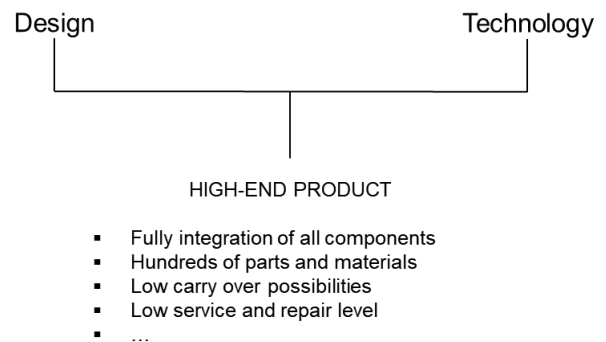 Design
Technology
HIGH-END PRODUCT
▪ Fully integration of all components
▪ Hundreds of parts and materials
▪ Low carry over possibilities
▪ Low service and repair level
▪ …